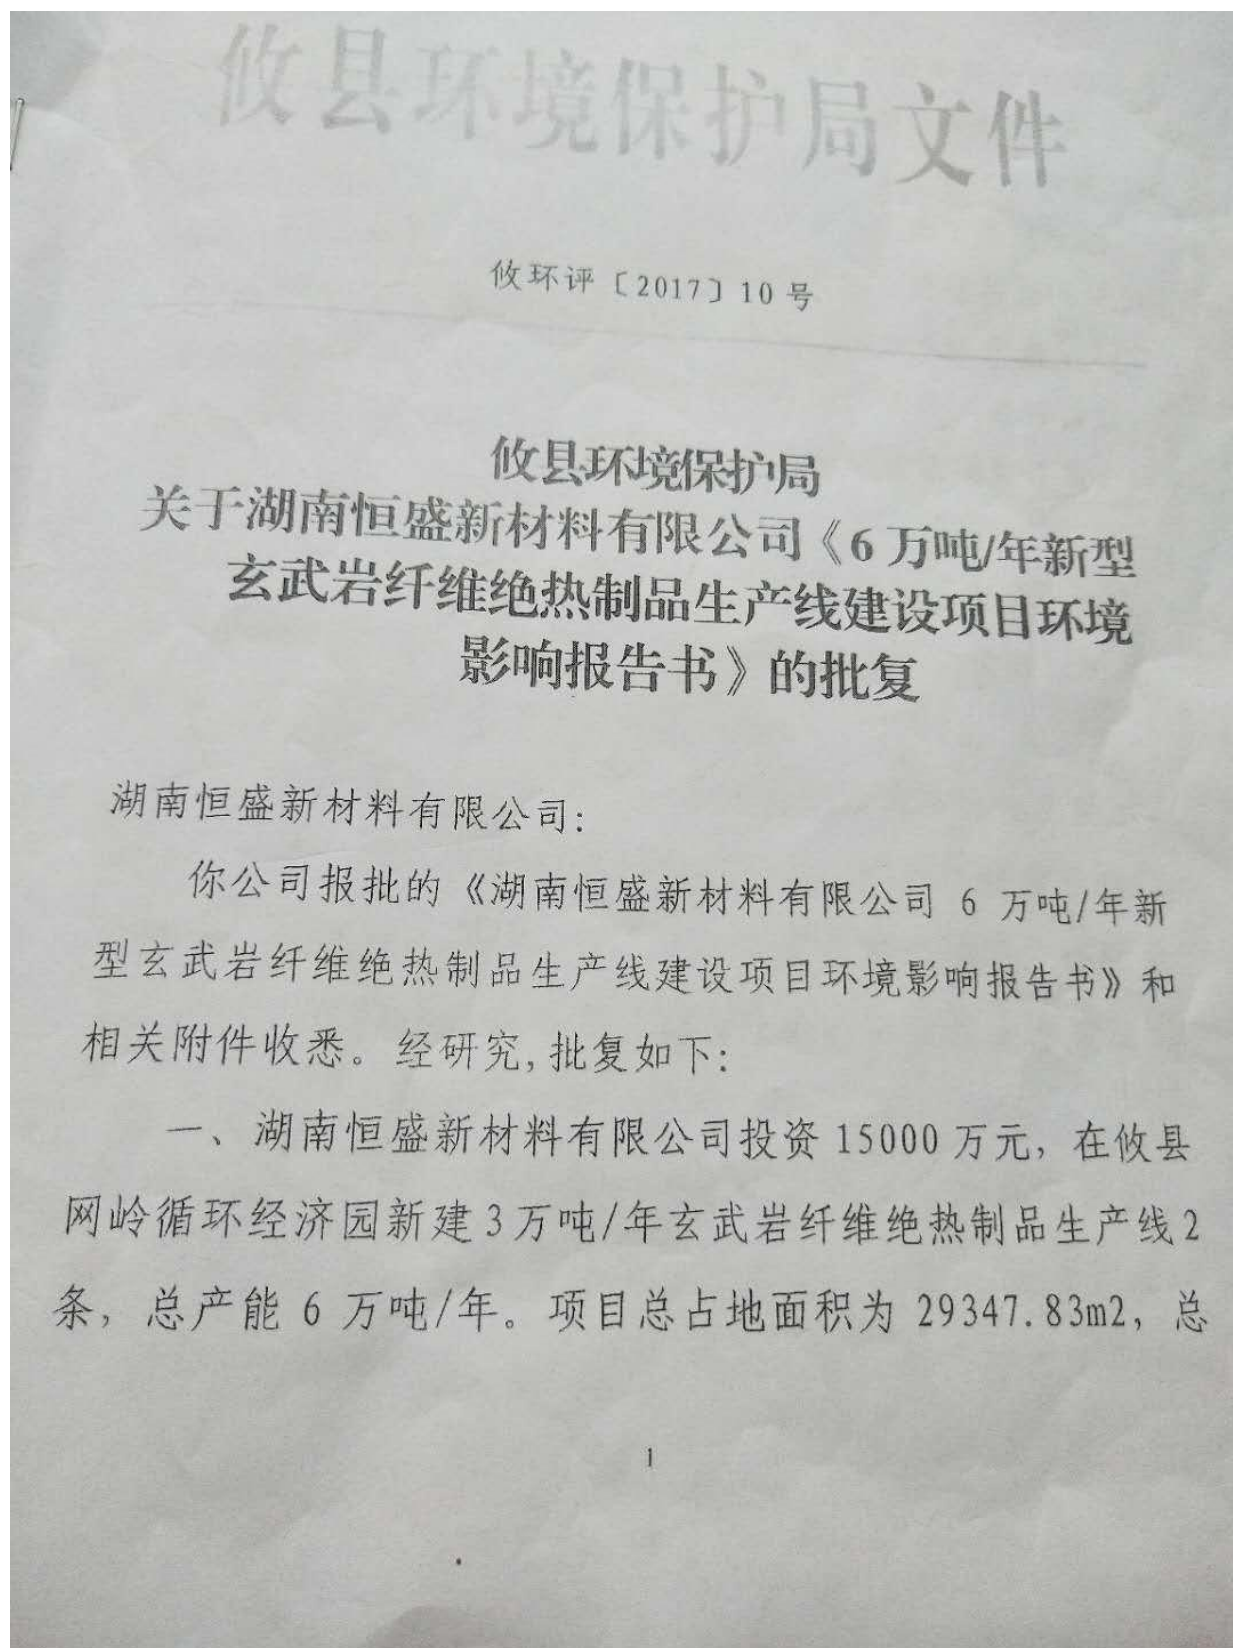 攸县环境保护局文件
攸环评〔2017〕10号
攸县环境保护局
关于湖南恒盛新材料有限公司《6万吨/年新型
玄武岩纤维绝热制品生产线建设项目环境
影响报告书》的批复
湖南恒盛新材料有限公司:
你公司报批的《湖南恒盛新材料有限公司 6 万吨/年新
型玄武岩纤维绝热制品生产线建设项目环境影响报告书》和
相关附件收悉。经研究,批复如下:
一、湖南恒盛新材料有限公司投资 15000 万元，在攸县
网岭循环经济园新建3万吨/年玄武岩纤维绝热制品生产线2
条，总产能 6 万吨/年。项目总占地面积为 29347.83m2，总
1